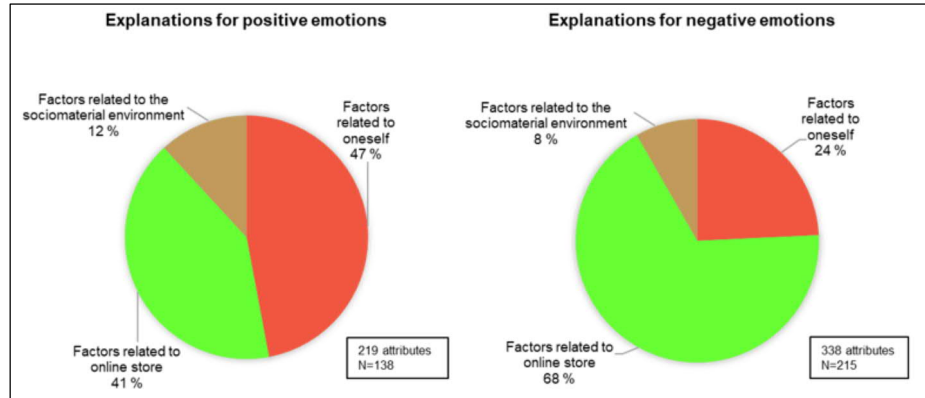 Explanations for positive emotions
Factors related to the
sociomaterial environment
12 %
Factors
related to
oneself
47 %
Factors related to
online store
41 %
219 attributes
N=138
Explanations for negative emotions
Factors related to the
sociomaterial environment
8 %
Factors
related to
oneself
24 %
Factors related to
online store
68 %
338 attributes
N=215